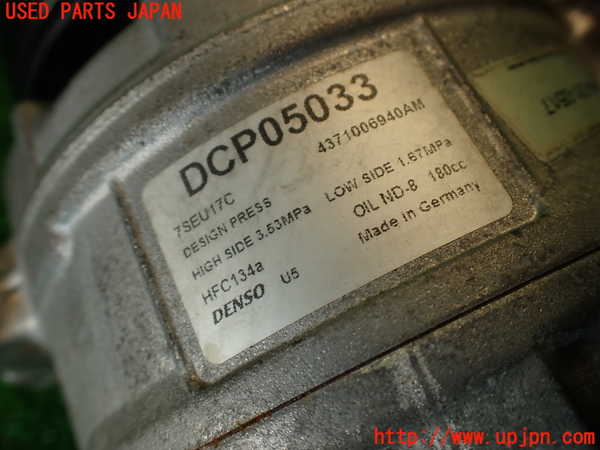 USED PARTS JAPAN
DCP05033
4371006940AM
7SEU17C
DESIGN PRESS
HIGH SIDE 3.53MPa LOW SIDE 1.67MPa
HFC134a OIL ND-8 180cc
DENSO U5 Made in Germany
http://www.upjpn.com/